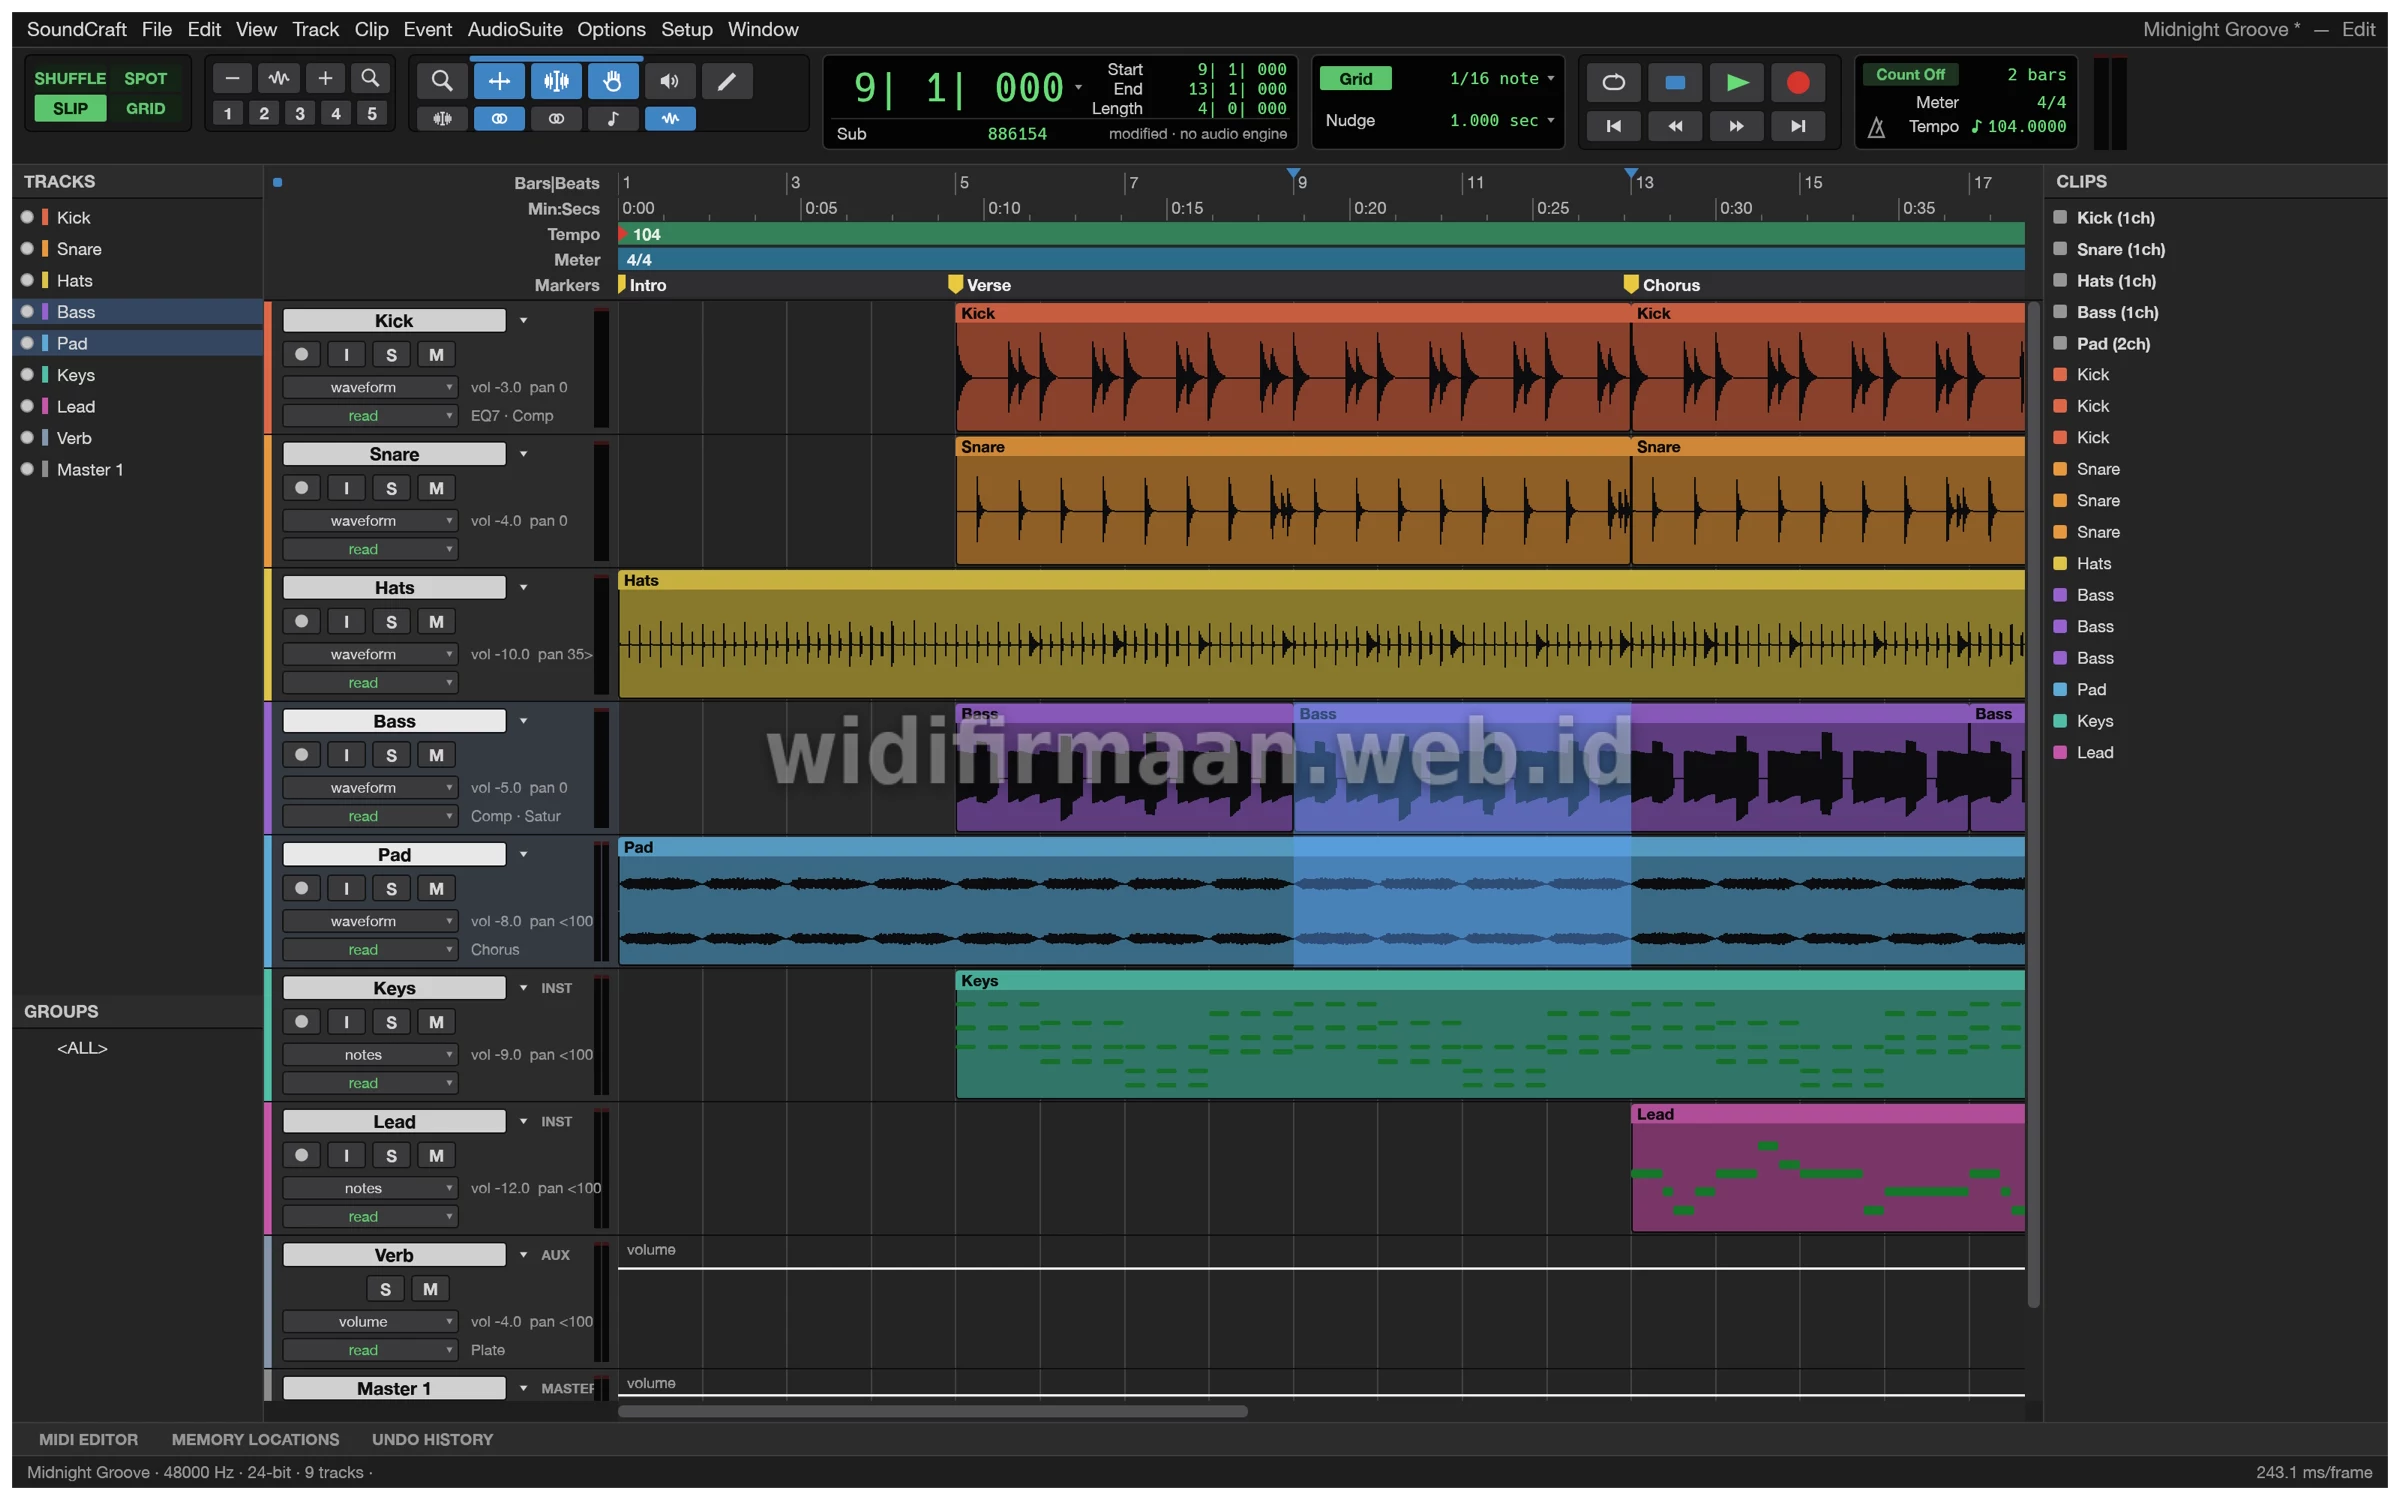 SoundCraft File Edit View Track Clip Event AudioSuite Options Setup Window Midnight Groove * — Edit
SHUFFLE SPOT
SLIP GRID
1 2 3 4 5
9| 1| 000
Start 9| 1| 000
End 13| 1| 000
Length 4| 0| 000
Sub 886154 modified · no audio engine
Grid 1/16 note
Nudge 1.000 sec
Count Off 2 bars
Meter 4/4
Tempo 104.0000
TRACKS
Kick
Snare
Hats
Bass
Pad
Keys
Lead
Verb
Master 1
GROUPS
<ALL>
Bars|Beats 1 3 5 7 9 11 13 15 17
Min:Secs 0:00 0:05 0:10 0:15 0:20 0:25 0:30 0:35
Tempo 104
Meter 4/4
Markers Intro Verse Chorus
Kick
I S M
waveform vol -3.0 pan 0
read EQ7 · Comp
Kick Kick
Snare
I S M
waveform vol -4.0 pan 0
read
Snare Snare
Hats
I S M
waveform vol -10.0 pan 35>
read
Hats
Bass
I S M
waveform vol -5.0 pan 0
read Comp · Satur
Bass Bass Bass
widifirmaan.web.id
Pad
I S M
waveform vol -8.0 pan <100
read Chorus
Pad
Keys INST
I S M
notes vol -9.0 pan <100
read
Keys
Lead INST
I S M
notes vol -12.0 pan <100
read
Lead
Verb AUX
S M
volume vol -4.0 pan <100
read Plate
volume
Master 1 MASTER
volume
CLIPS
Kick (1ch)
Snare (1ch)
Hats (1ch)
Bass (1ch)
Pad (2ch)
Kick
Kick
Kick
Snare
Snare
Snare
Hats
Bass
Bass
Bass
Pad
Keys
Lead
MIDI EDITOR MEMORY LOCATIONS UNDO HISTORY
Midnight Groove · 48000 Hz · 24-bit · 9 tracks · 243.1 ms/frame